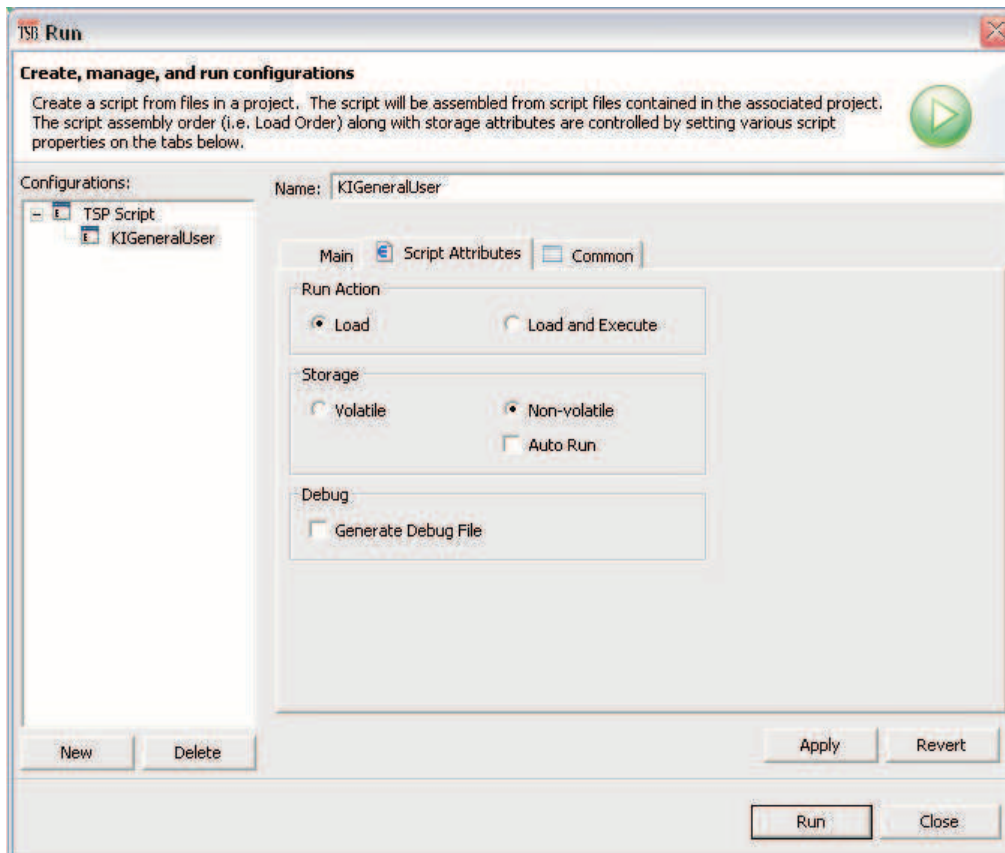 TSB Run
Create, manage, and run configurations
Create a script from files in a project. The script will be assembled from script files contained in the associated project.
The script assembly order (i.e. Load Order) along with storage attributes are controlled by setting various script
properties on the tabs below.
Configurations:
Name: KIGeneralUser
TSP Script
KIGeneralUser
Main Script Attributes Common
Run Action
Load Load and Execute
Storage
Volatile Non-volatile
Auto Run
Debug
Generate Debug File
New Delete
Apply Revert
Run Close